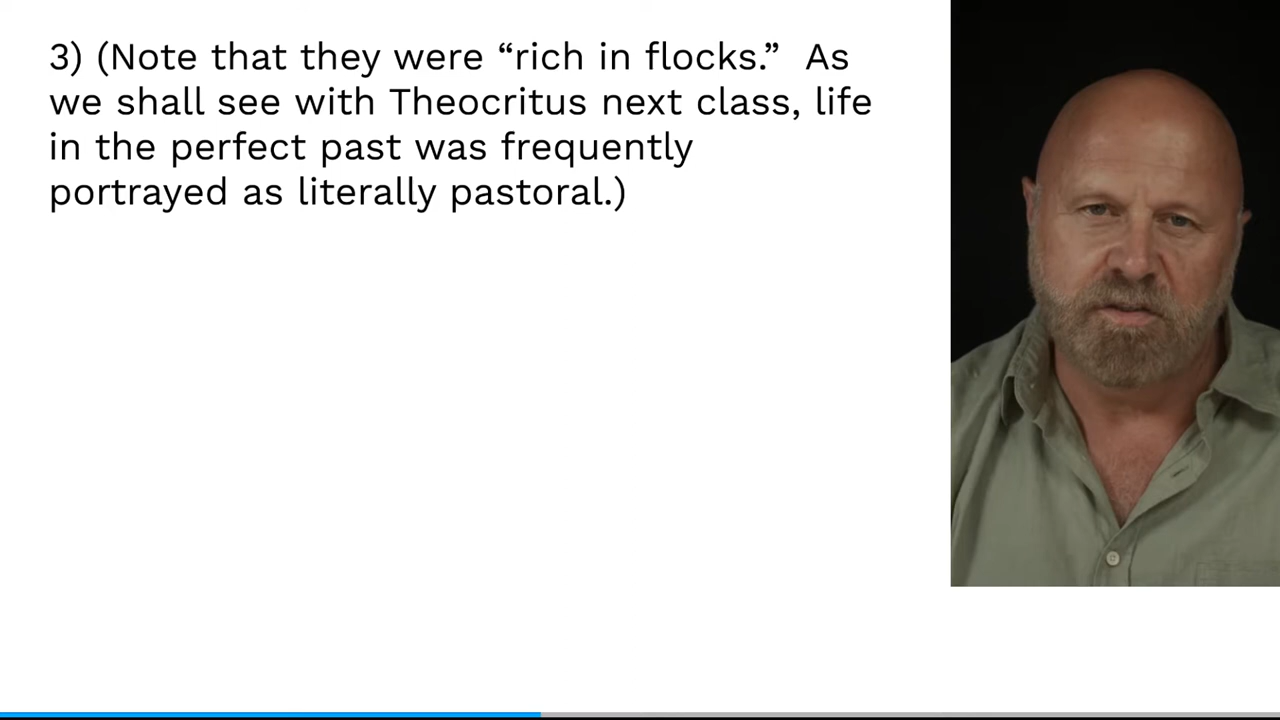 3) (Note that they were “rich in flocks.”  As
we shall see with Theocritus next class, life
in the perfect past was frequently
portrayed as literally pastoral.)